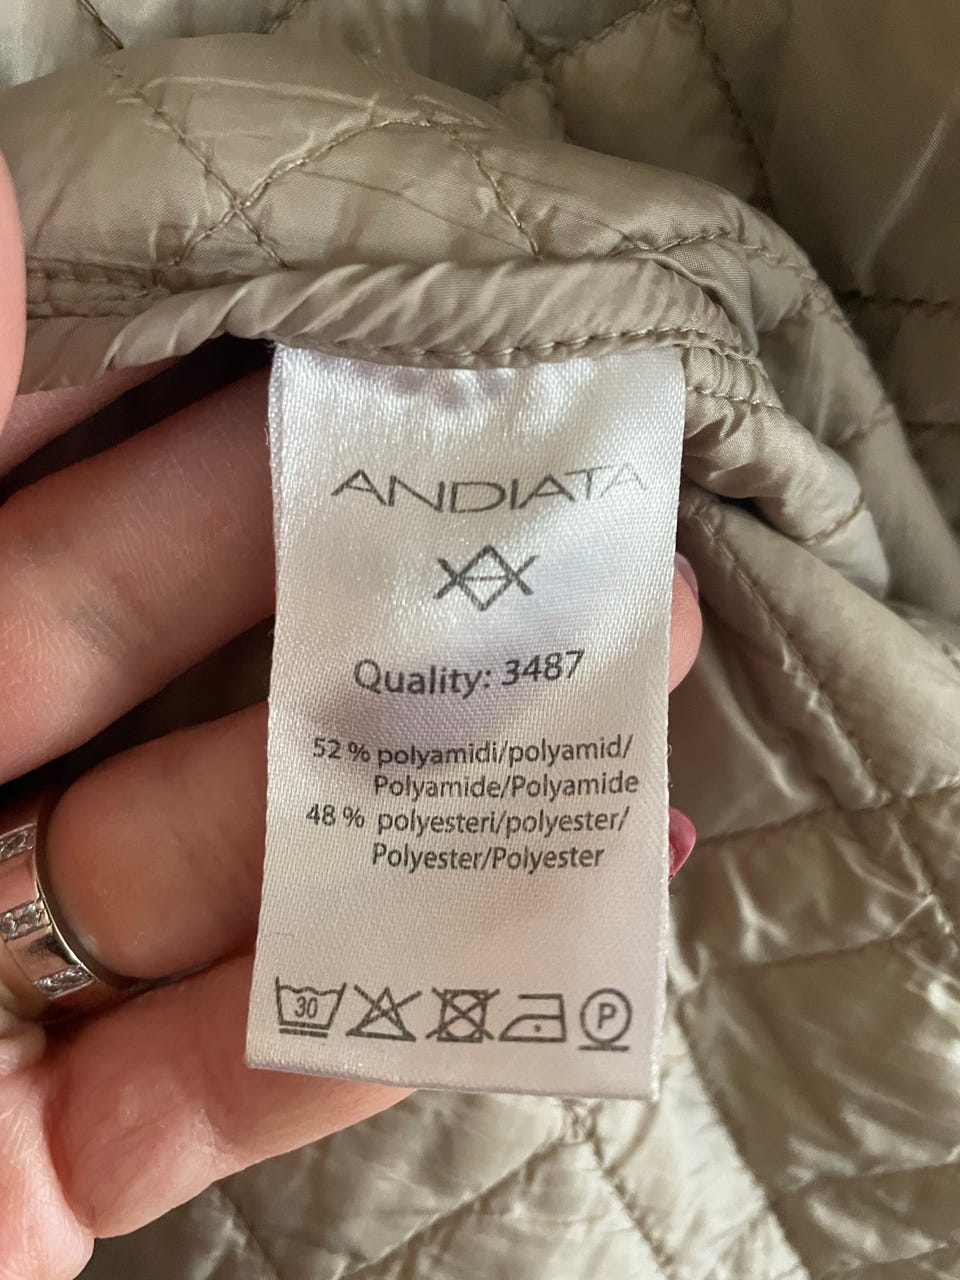 ANDIATA
Quality: 3487
52 % polyamidi/polyamid/
Polyamide/Polyamide
48 % polyesteri/polyester/
Polyester/Polyester
30 P